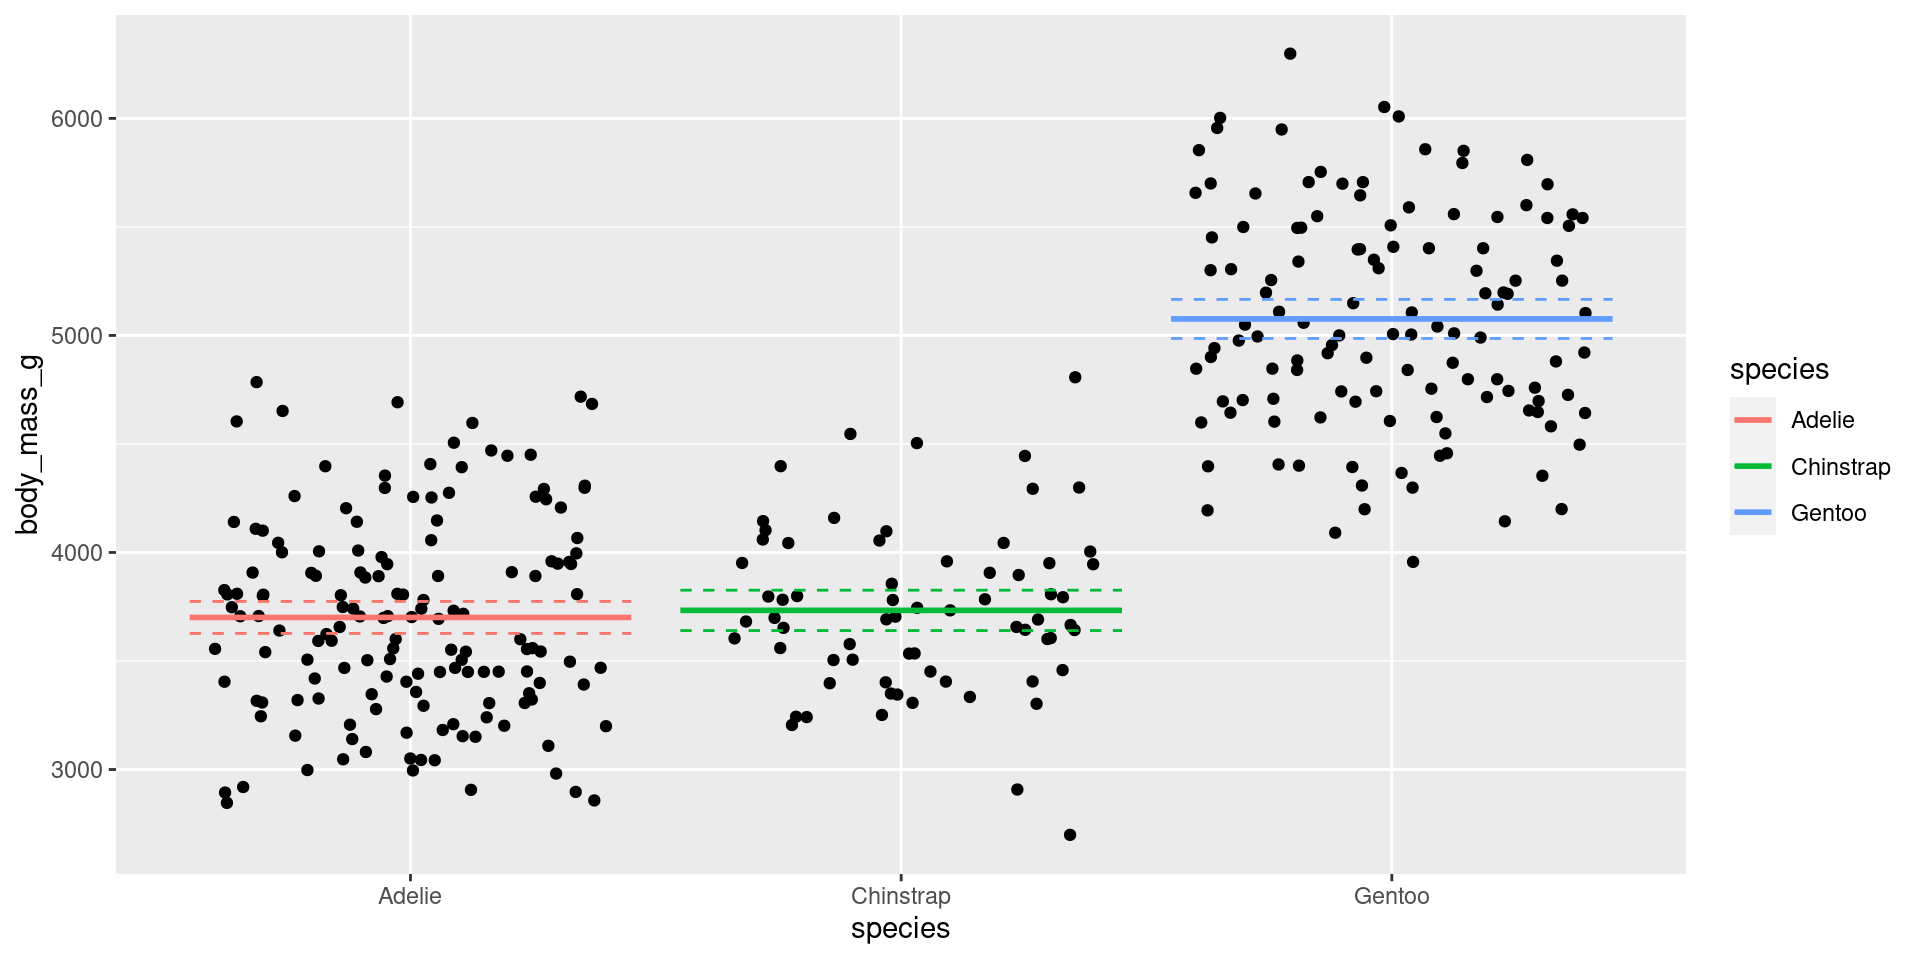 body_mass_g
6000
5000
4000
3000
Adelie
Chinstrap
Gentoo
species
species
Adelie
Chinstrap
Gentoo